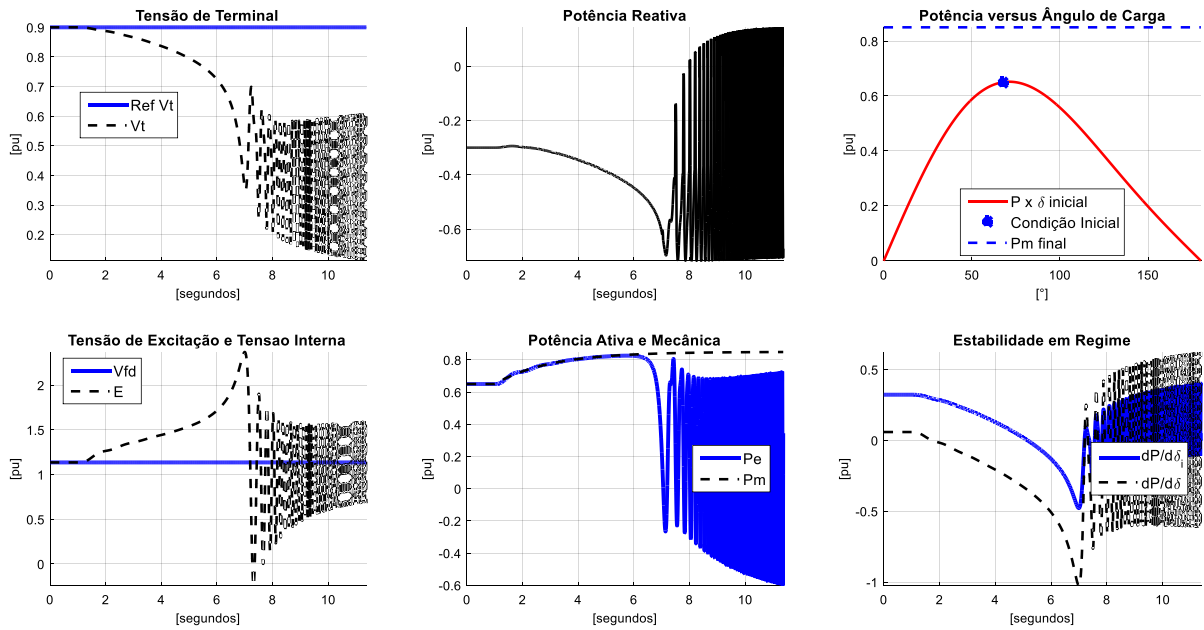 Tensão de Terminal
0.9
0.8
0.7
0.6
0.5
0.4
0.3
0.2
[pu]
Ref Vt
Vt
0 2 4 6 8 10
[segundos]
Potência Reativa
0
-0.2
-0.4
-0.6
[pu]
0 2 4 6 8 10
[segundos]
Potência versus Ângulo de Carga
0.8
0.6
0.4
0.2
0
[pu]
P x δ inicial
Condição Inicial
Pm final
0 50 100 150
[°]
Tensão de Excitação e Tensao Interna
2
1.5
1
0.5
0
[pu]
Vfd
E
0 2 4 6 8 10
[segundos]
Potência Ativa e Mecânica
0.8
0.6
0.4
0.2
0
-0.2
-0.4
-0.6
[pu]
Pe
Pm
0 2 4 6 8 10
[segundos]
Estabilidade em Regime
0.5
0
-0.5
-1
[pu]
dP/dδi
dP/dδ
0 2 4 6 8 10
[segundos]